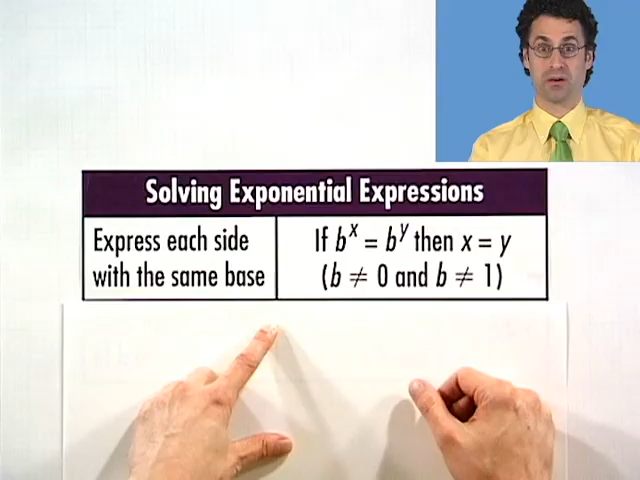 Solving Exponential Expressions
Express each side
with the same base
If bˣ = bʸ then x = y
(b ≠ 0 and b ≠ 1)